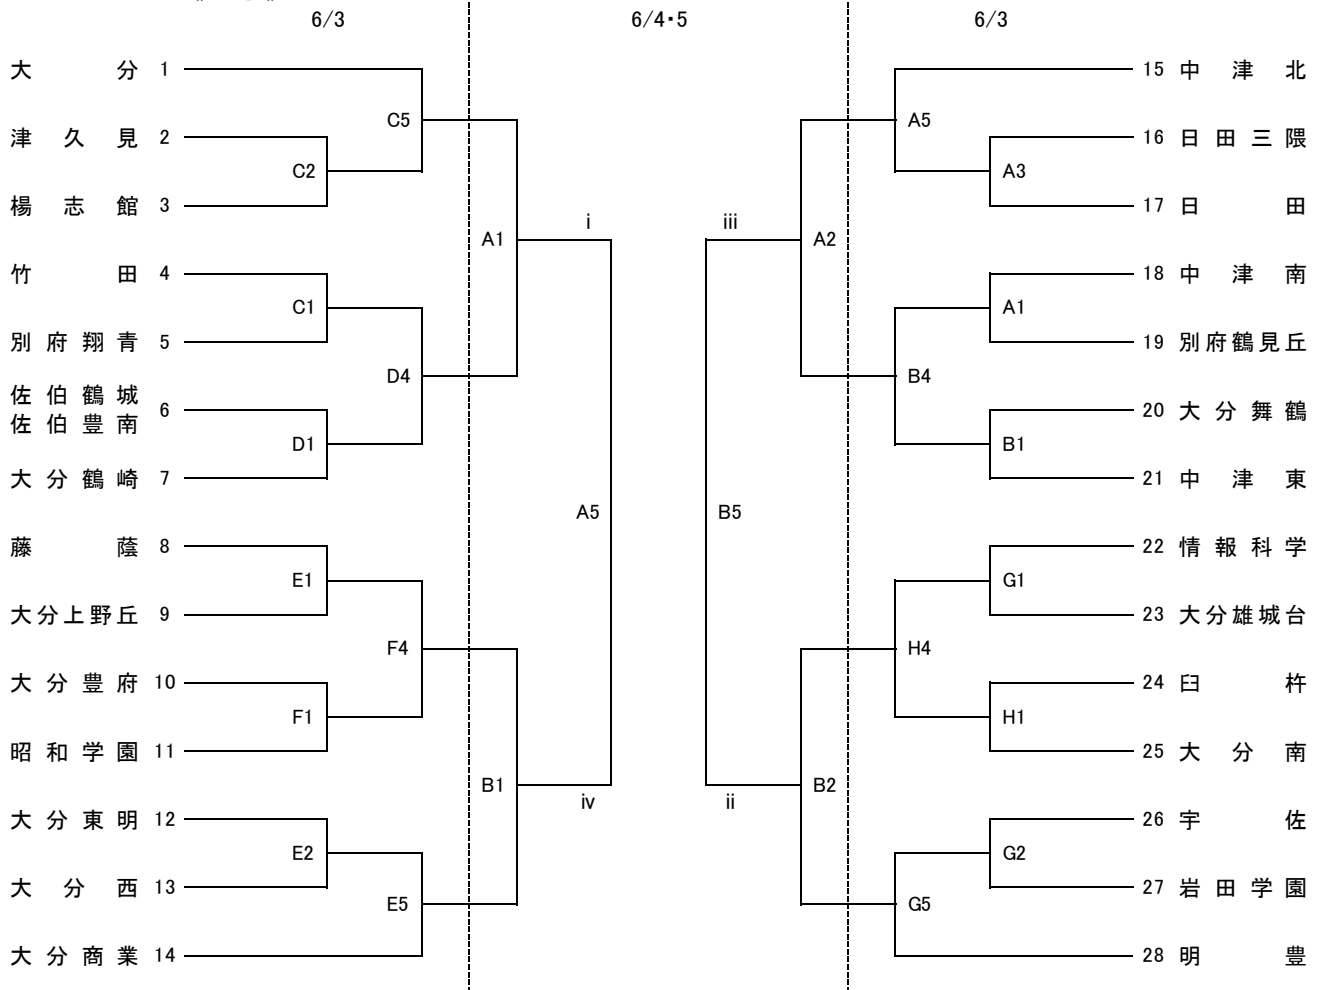 6/3 6/4・5 6/3
大分 1
C5
津久見 2
C2
楊志館 3
A1
i
竹田 4
C1
別府翔青 5
D4
佐伯鶴城
佐伯豊南 6
D1
大分鶴崎 7
A5
藤蔭 8
E1
大分上野丘 9
F4
大分豊府 10
F1
昭和学園 11
B1
iv
大分東明 12
E2
大分西 13
E5
大分商業 14
15 中津北
A5
16 日田三隈
A3
17 日田
iii
A2
18 中津南
A1
19 別府鶴見丘
B4
20 大分舞鶴
B1
21 中津東
B5
22 情報科学
G1
23 大分雄城台
H4
24 臼杵
H1
25 大分南
B2
ii
26 宇佐
G2
27 岩田学園
G5
28 明豊